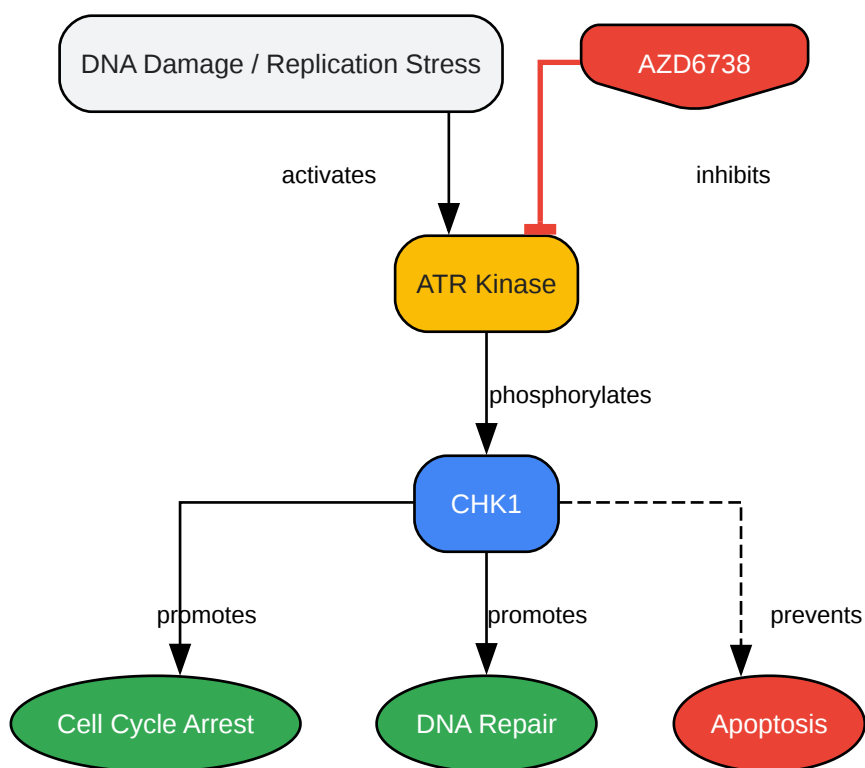 DNA Damage / Replication Stress
AZD6738
activates
inhibits
ATR Kinase
phosphorylates
CHK1
promotes
promotes
prevents
Cell Cycle Arrest
DNA Repair
Apoptosis